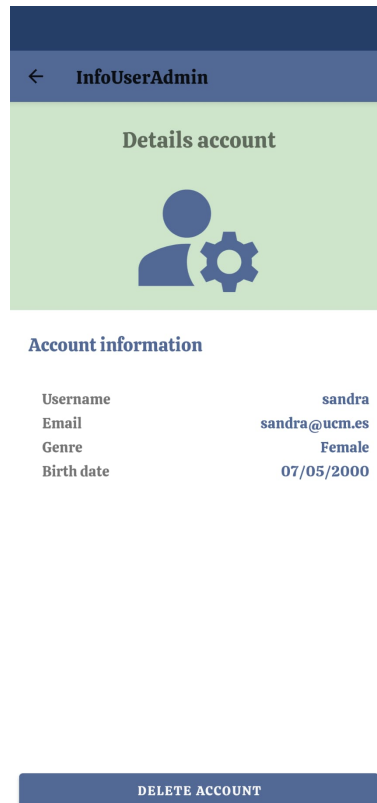 InfoUserAdmin
Details account
Account information
Username sandra
Email sandra@ucm.es
Genre Female
Birth date 07/05/2000
DELETE ACCOUNT